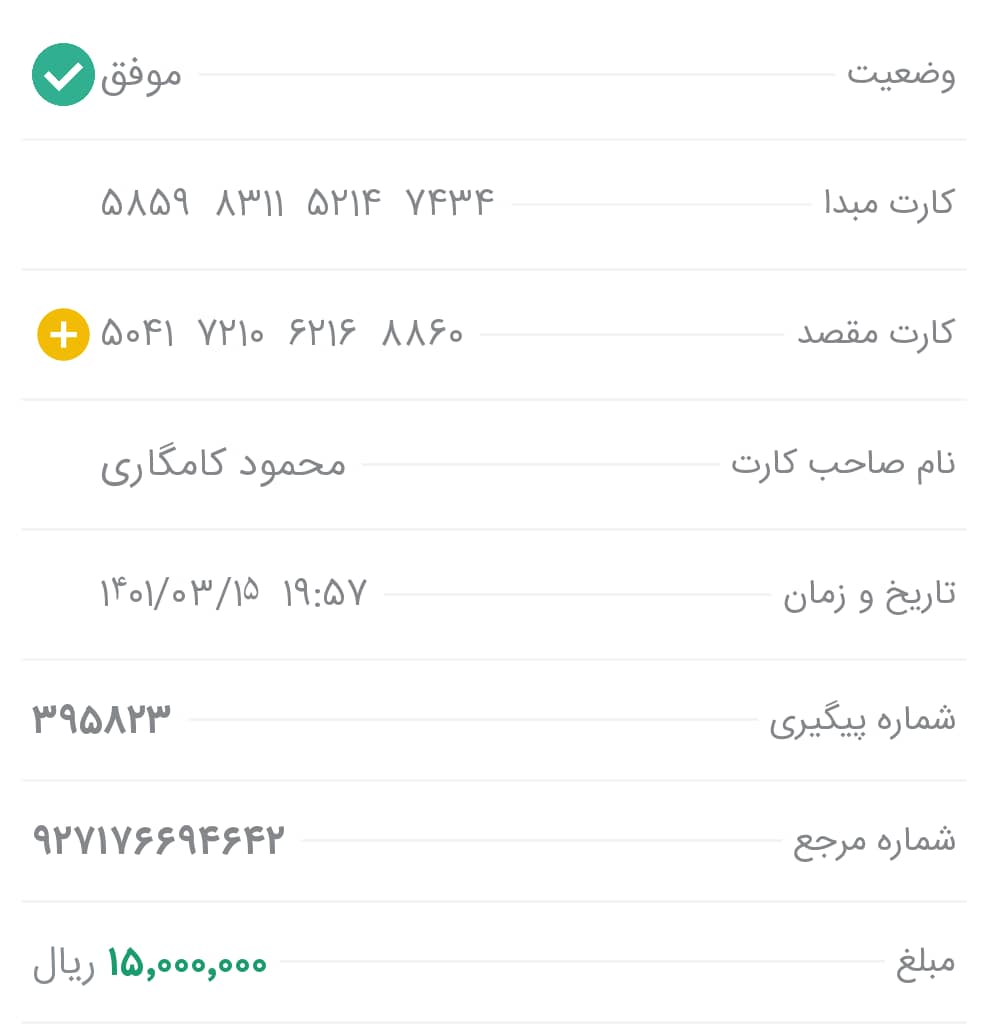 وضعیت موفق
کارت مبدا ۵۸۵۹ ۸۳۱۱ ۵۲۱۴ ۷۴۳۴
کارت مقصد ۵۰۴۱ ۷۲۱۰ ۶۲۱۶ ۸۸۶۰
نام صاحب کارت محمود کامگاری
تاریخ و زمان ۱۴۰۱/۰۳/۱۵ ۱۹:۵۷
شماره پیگیری ۳۹۵۸۲۳
شماره مرجع ۹۲۷۱۷۶۶۹۴۶۴۲
مبلغ ۱۵,۰۰۰,۰۰۰ ریال